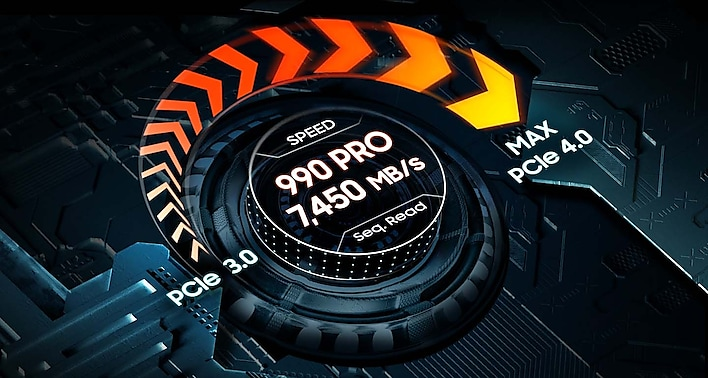 SPEED
990 PRO
7,450 MB/S
Seq. Read
MAX
PCIe 4.0
PCIe 3.0